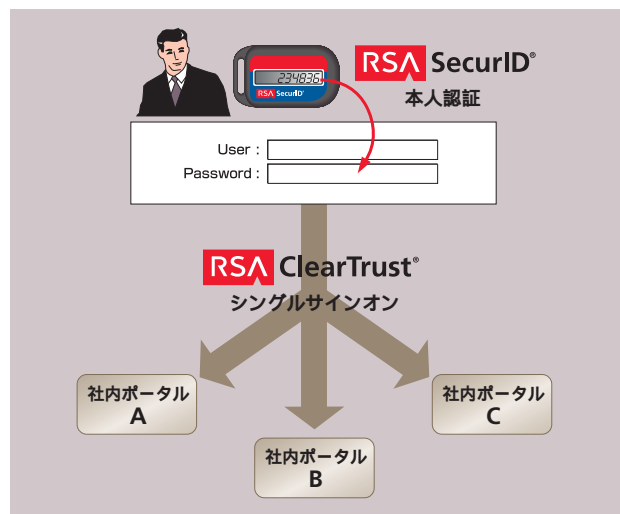 234836
RSA SecurID®
RSA SecurID®
本人認証
User :
Password :
RSA ClearTrust®
シングルサインオン
社内ポータル
A
社内ポータル
B
社内ポータル
C